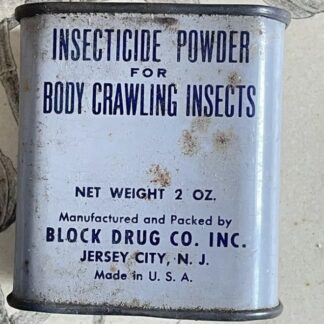 INSECTICIDE POWDER
FOR
BODY CRAWLING INSECTS
NET WEIGHT 2 OZ.
Manufactured and Packed by
BLOCK DRUG CO. INC.
JERSEY CITY, N. J.
Made in U. S. A.